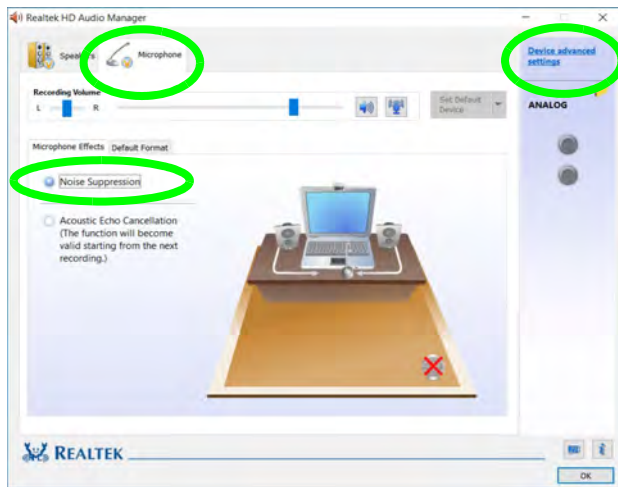 Realtek HD Audio Manager
Speakers
Microphone
Device advanced
settings
Recording Volume
L
R
Set Default
Device
ANALOG
Microphone Effects
Default Format
Noise Suppression
Acoustic Echo Cancellation
(The function will become
valid starting from the next
recording.)
REALTEK
OK